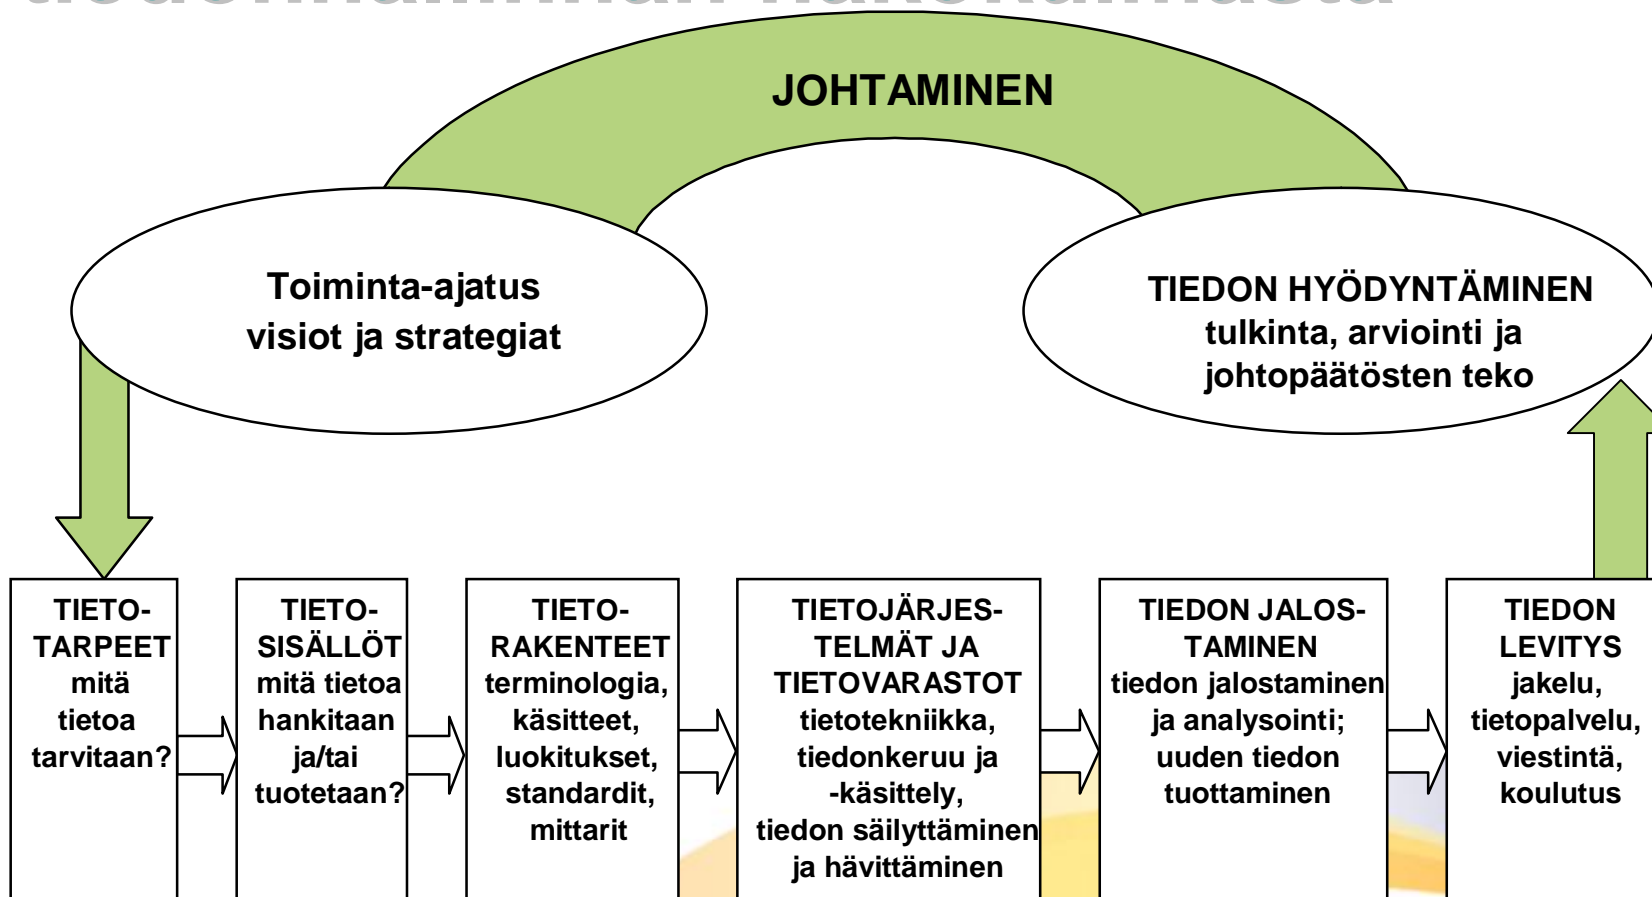 JOHTAMINEN
Toiminta-ajatus
visiot ja strategiat
TIEDON HYÖDYNTÄMINEN
tulkinta, arviointi ja
johtopäätösten teko
TIETO-
TARPEET
mitä
tietoa
tarvitaan?
TIETO-
SISÄLLÖT
mitä tietoa
hankitaan
ja/tai
tuotetaan?
TIETO-
RAKENTEET
terminologia,
käsitteet,
luokitukset,
standardit,
mittarit
TIETOJÄRJES-
TELMÄT JA
TIETOVARASTOT
tietotekniikka,
tiedonkeruu ja
-käsittely,
tiedon säilyttäminen
ja hävittäminen
TIEDON JALOS-
TAMINEN
tiedon jalostaminen
ja analysointi;
uuden tiedon
tuottaminen
TIEDON
LEVITYS
jakelu,
tietopalvelu,
viestintä,
koulutus